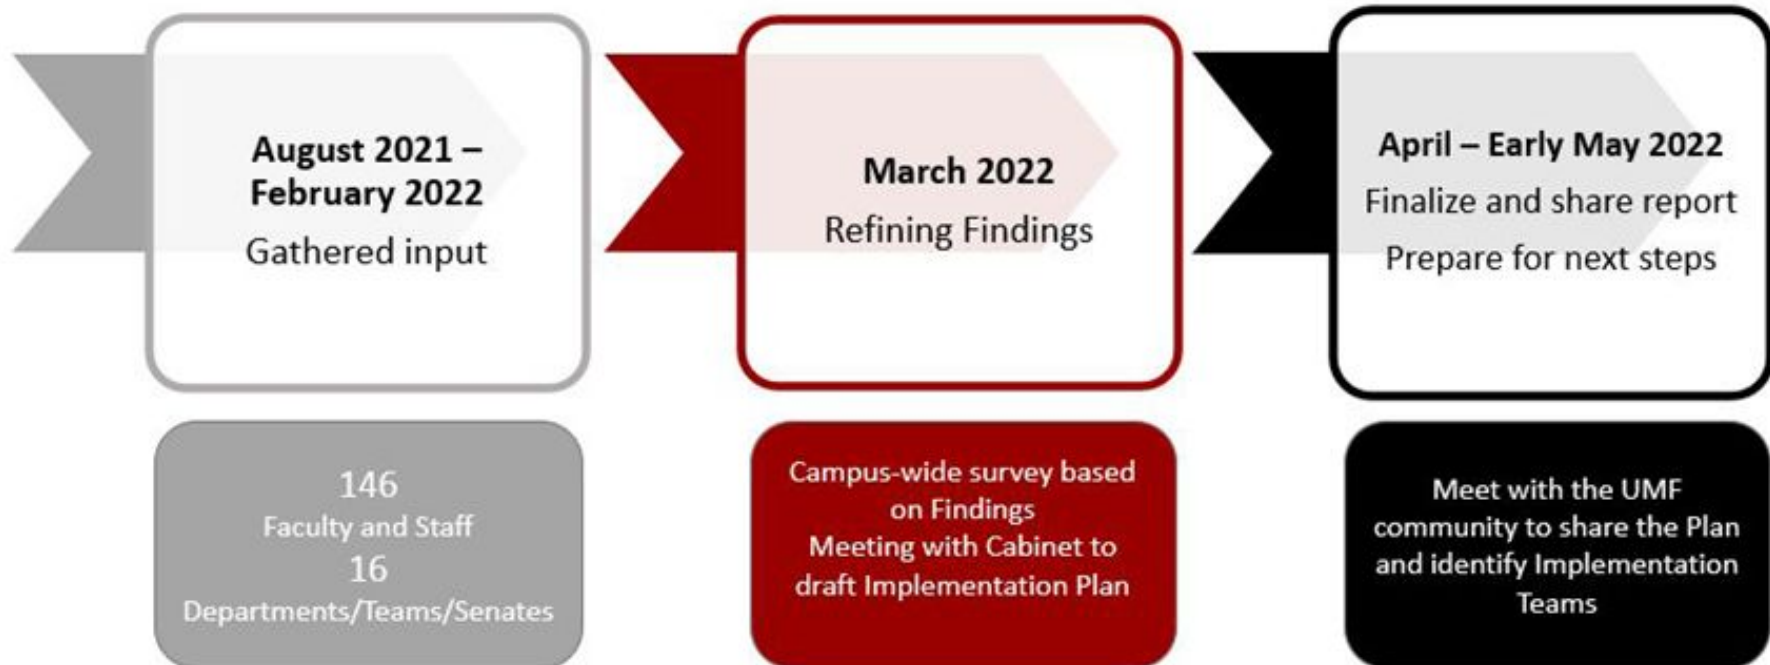 August 2021 –
February 2022
Gathered input
March 2022
Refining Findings
April – Early May 2022
Finalize and share report
Prepare for next steps
146
Faculty and Staff
16
Departments/Teams/Senates
Campus-wide survey based
on Findings
Meeting with Cabinet to
draft Implementation Plan
Meet with the UMF
community to share the Plan
and identify Implementation
Teams